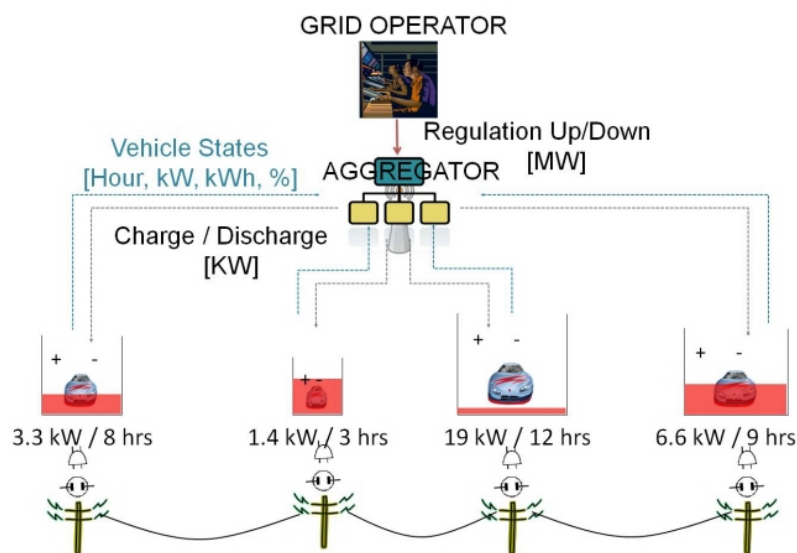 GRID OPERATOR
Regulation Up/Down
[MW]
Vehicle States
[Hour, kW, kWh, %]
AGGREGATOR
Charge / Discharge
[KW]
+ -
+ -
+ -
+ -
3.3 kW / 8 hrs
1.4 kW / 3 hrs
19 kW / 12 hrs
6.6 kW / 9 hrs